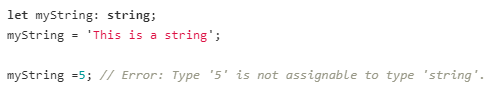 let myString: string;
myString = 'This is a string';
myString =5; // Error: Type '5' is not assignable to type 'string'.